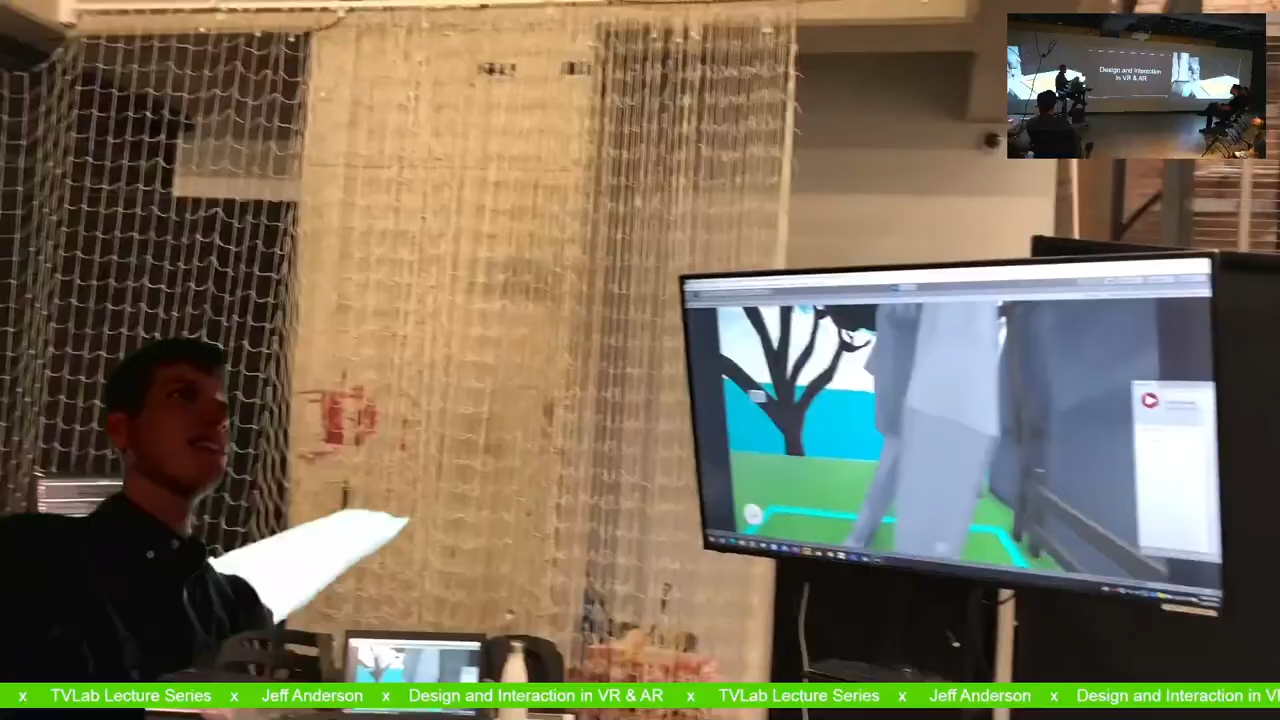 Design and Interaction
in VR & AR
x TVLab Lecture Series x Jeff Anderson x Design and Interaction in VR & AR x TVLab Lecture Series x Jeff Anderson x Design and Interaction in